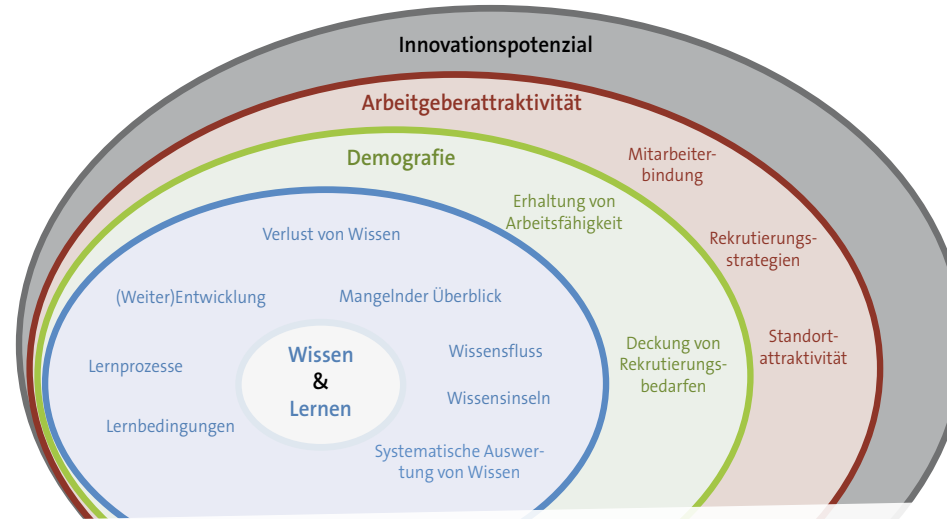 Innovationspotenzial
Arbeitgeberattraktivität
Demografie
Mitarbeiter-
bindung
Erhaltung von
Arbeitsfähigkeit
Rekrutierungs-
strategien
Verlust von Wissen
(Weiter)Entwicklung
Mangelnder Überblick
Standort-
attraktivität
Deckung von
Rekrutierungs-
bedarfen
Wissen
&
Lernen
Wissensfluss
Lernprozesse
Wissensinseln
Lernbedingungen
Systematische Auswer-
tung von Wissen